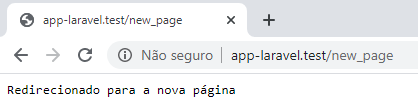 app-laravel.test/new_page
Não seguro | app-laravel.test/new_page
Redirecionado para a nova página